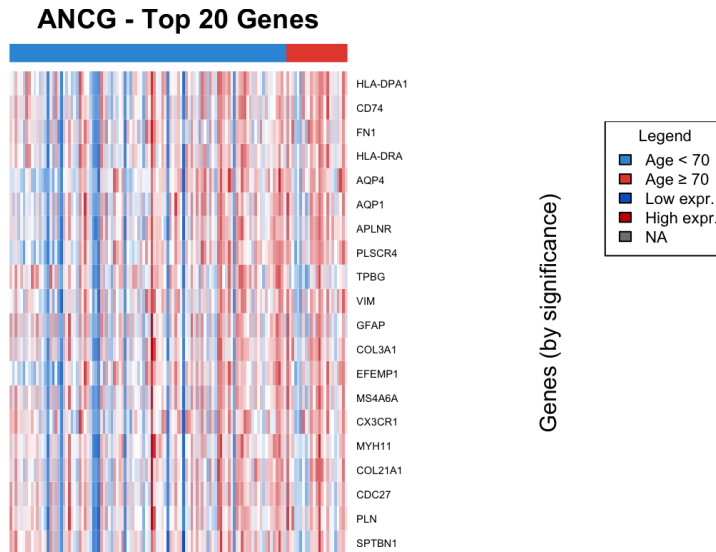 ANCG - Top 20 Genes
HLA-DPA1
CD74
FN1
HLA-DRA
AQP4
AQP1
APLNR
PLSCR4
TPBG
VIM
GFAP
COL3A1
EFEMP1
MS4A6A
CX3CR1
MYH11
COL21A1
CDC27
PLN
SPTBN1
Genes (by significance)
Legend
Age < 70
Age ≥ 70
Low expr.
High expr.
NA